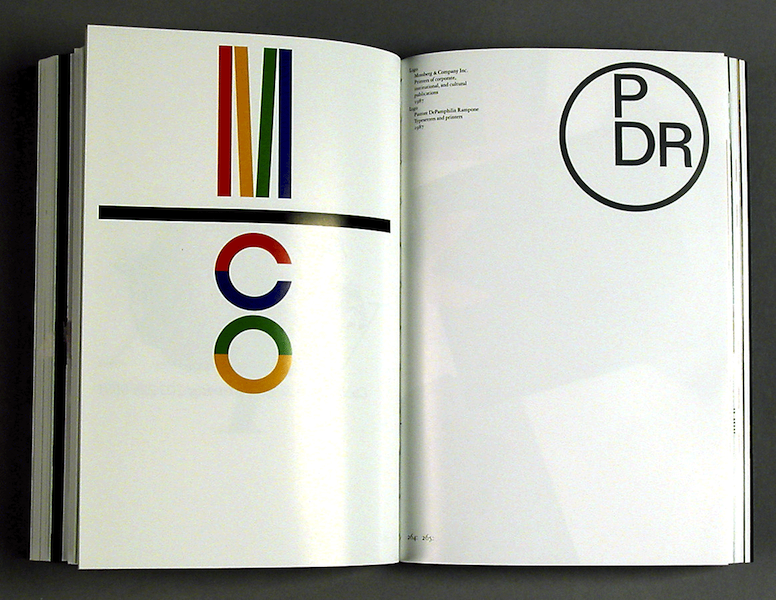 M
C
O
Logo
Mossberg & Company Inc.
Printers of corporate,
institutional, and cultural
publications
1987
Logo
Pastore DePamphilis Rampone
Typesetters and printers
1987
P
DR
264: 265: